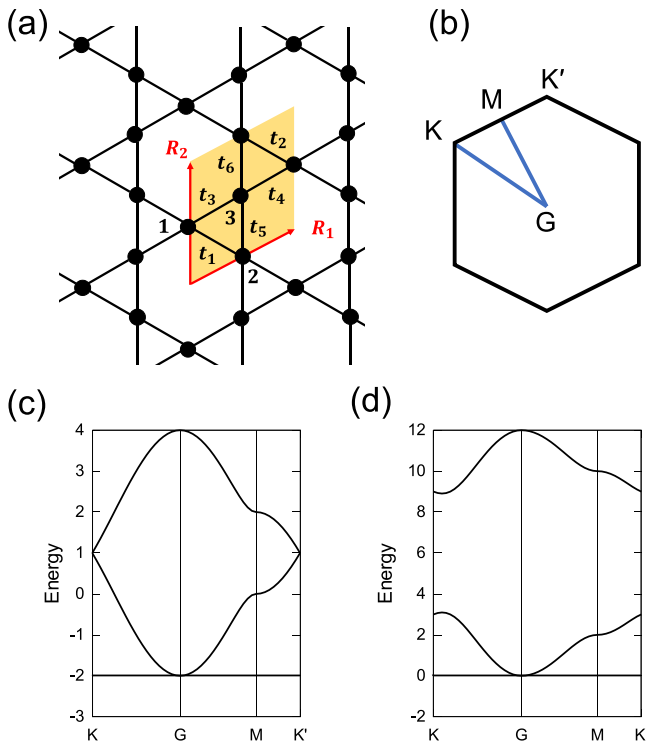 (a)
(b)
R₂
t₂
t₆
t₃
t₄
1
3
t₅
R₁
t₁
2
K′
M
K
G
(c)
(d)
4
3
2
1
0
-1
-2
-3
Energy
K
G
M
K′
12
10
8
6
4
2
0
-2
Energy
K
G
M
K